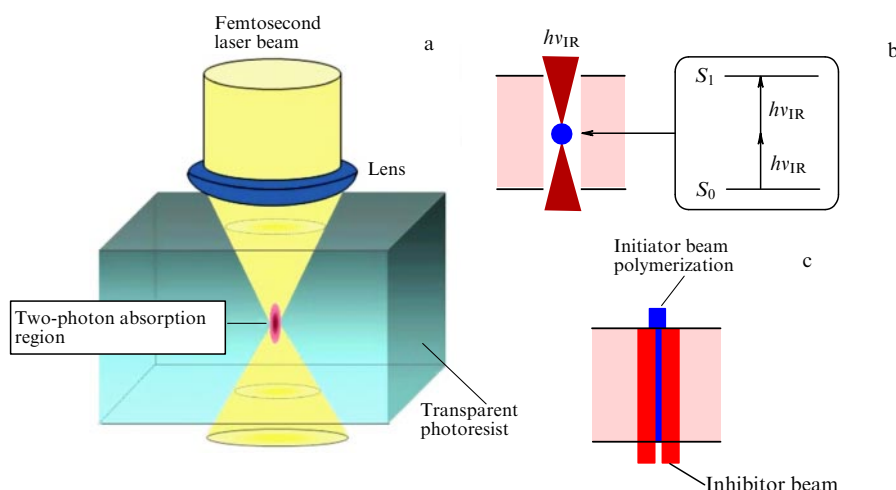 Femtosecond
laser beam
a
Lens
Two-photon absorption
region
Transparent
photoresist
b
hν_IR
S_1
hν_IR
hν_IR
S_0
c
Initiator beam
polymerization
Inhibitor beam